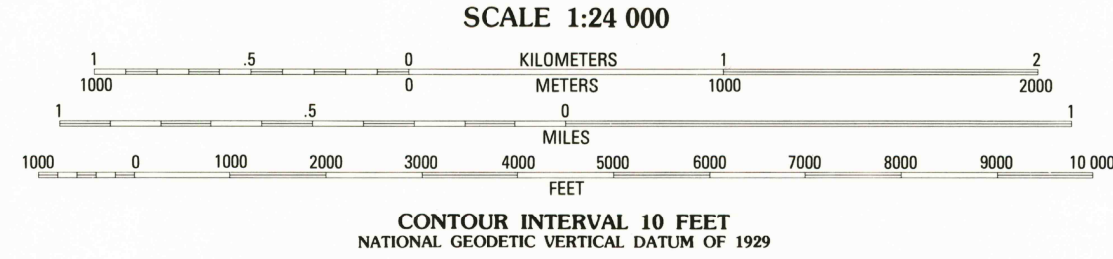 SCALE 1:24 000
1 .5 0 KILOMETERS 1 2
1000 0 METERS 1000 2000
1 .5 0 1
MILES
1000 0 1000 2000 3000 4000 5000 6000 7000 8000 9000 10 000
FEET
CONTOUR INTERVAL 10 FEET
NATIONAL GEODETIC VERTICAL DATUM OF 1929